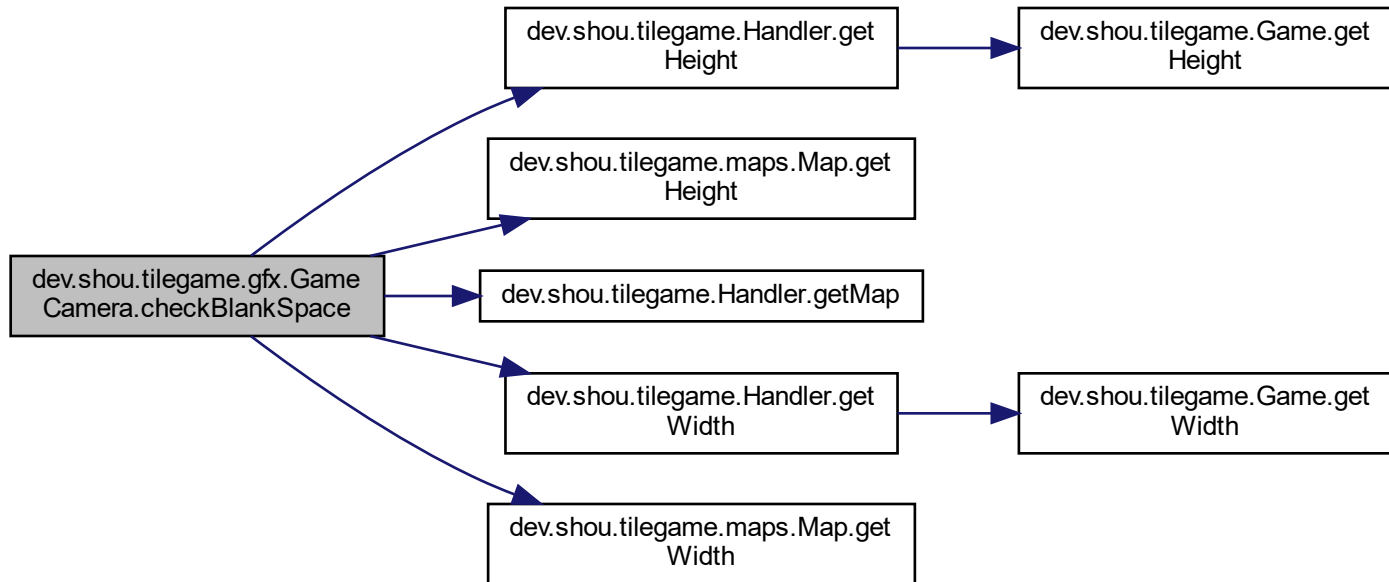 dev.shou.tilegame.Handler.get
Height
dev.shou.tilegame.Game.get
Height
dev.shou.tilegame.maps.Map.get
Height
dev.shou.tilegame.gfx.Game
Camera.checkBlankSpace
dev.shou.tilegame.Handler.getMap
dev.shou.tilegame.Handler.get
Width
dev.shou.tilegame.Game.get
Width
dev.shou.tilegame.maps.Map.get
Width